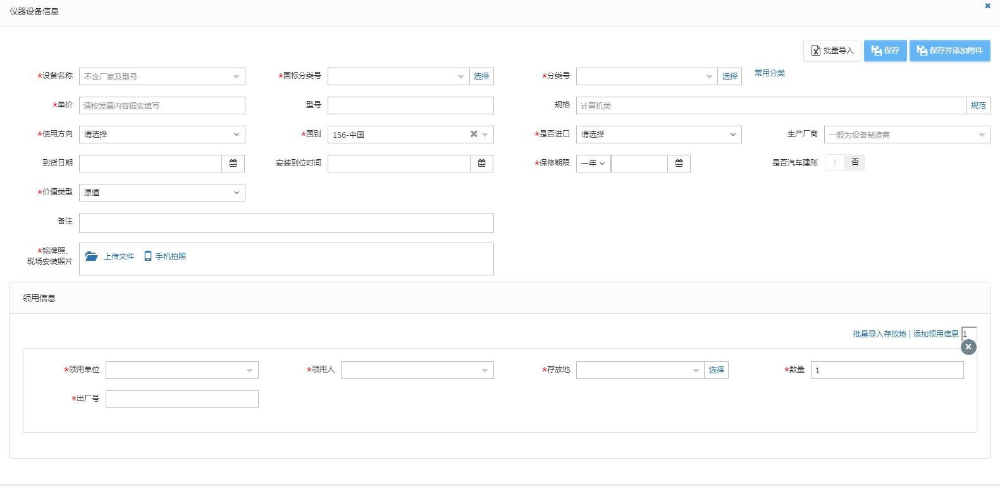 仪器设备信息
批量导入 保存 保存并添加附件
*设备名称 不含厂家及型号 *国标分类号 选择 *分类号 选择 常用分类
*单价 请按发票内容据实填写 型号 规格 计算机类 规范
*使用方向 请选择 *国别 156-中国 *是否进口 请选择 生产厂商 一般为设备制造商
到货日期 安装到位时间 *保修期限 一年 是否汽车建账 否
*价值类型 原值
备注
*铭牌照、
现场安装照片 上传文件 手机拍照
领用信息
批量导入存放地 | 添加领用信息 1
x
*领用单位 *领用人 *存放地 选择 *数量 1
*出厂号